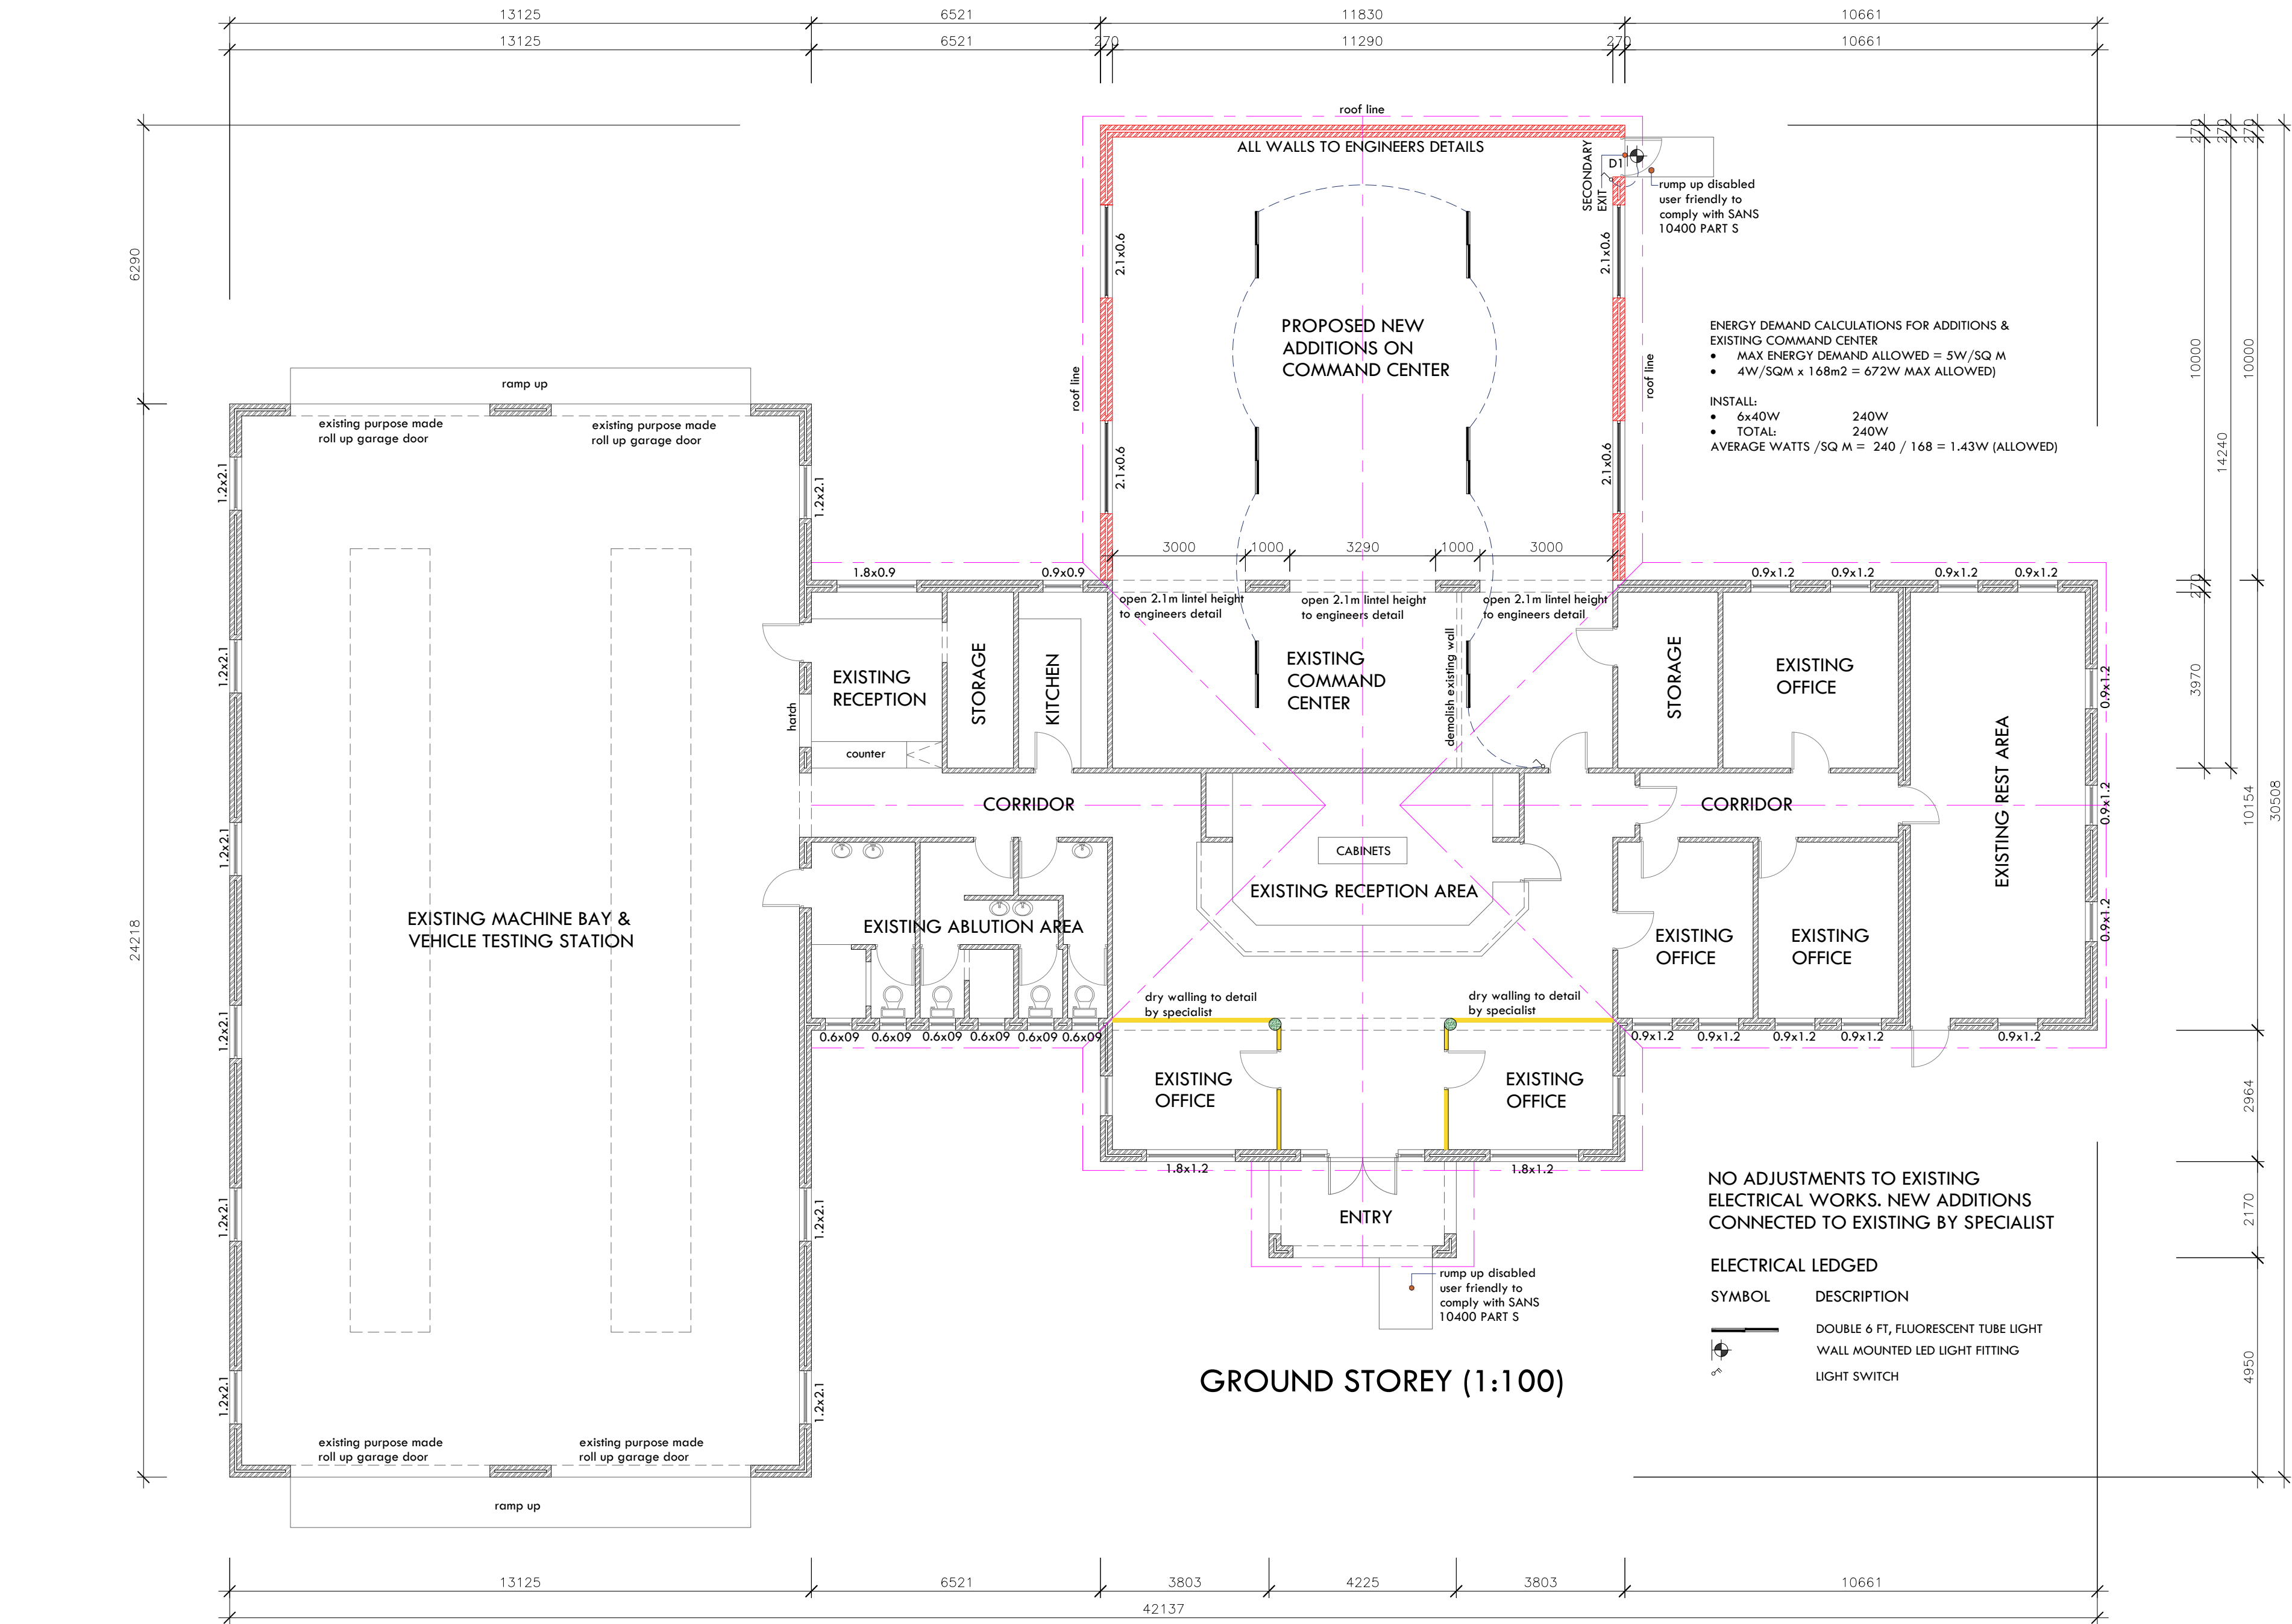 13125
6521
11830
10661
13125
6521
270
11290
270
10661
roof line
ALL WALLS TO ENGINEERS DETAILS
SECONDARY
EXIT
D1
rump up disabled
user friendly to
comply with SANS
10400 PART S
270
270
270
6290
2.1x0.6
2.1x0.6
PROPOSED NEW
ADDITIONS ON
COMMAND CENTER
roof line
roof line
ENERGY DEMAND CALCULATIONS FOR ADDITIONS &
EXISTING COMMAND CENTER
• MAX ENERGY DEMAND ALLOWED = 5W/SQ M
• 4W/SQM x 168m2 = 672W MAX ALLOWED)
INSTALL:
• 6x40W 240W
• TOTAL: 240W
AVERAGE WATTS /SQ M = 240 / 168 = 1.43W (ALLOWED)
10000
10000
14240
ramp up
existing purpose made
roll up garage door
existing purpose made
roll up garage door
1.2x2.1
1.2x2.1
2.1x0.6
2.1x0.6
3000
1000
3290
1000
3000
1.8x0.9
0.9x0.9
0.9x1.2
0.9x1.2
0.9x1.2
0.9x1.2
270
open 2.1m lintel height
to engineers detail
open 2.1m lintel height
to engineers detail
open 2.1m lintel height
to engineers detail
1.2x2.1
EXISTING
RECEPTION
STORAGE
KITCHEN
hatch
counter
EXISTING
COMMAND
CENTER
demolish existing wall
STORAGE
EXISTING
OFFICE
0.9x1.2
3970
EXISTING REST AREA
CORRIDOR
CORRIDOR
0.9x1.2
10154
30508
1.2x2.1
CABINETS
EXISTING RECEPTION AREA
EXISTING MACHINE BAY &
VEHICLE TESTING STATION
EXISTING ABLUTION AREA
EXISTING
OFFICE
EXISTING
OFFICE
0.9x1.2
24218
dry walling to detail
by specialist
dry walling to detail
by specialist
1.2x2.1
0.6x09
0.6x09
0.6x09
0.6x09
0.6x09
0.6x09
0.9x1.2
0.9x1.2
0.9x1.2
0.9x1.2
0.9x1.2
EXISTING
OFFICE
EXISTING
OFFICE
2964
1.8x1.2
1.8x1.2
1.2x2.1
1.2x2.1
ENTRY
2170
NO ADJUSTMENTS TO EXISTING
ELECTRICAL WORKS. NEW ADDITIONS
CONNECTED TO EXISTING BY SPECIALIST
rump up disabled
user friendly to
comply with SANS
10400 PART S
ELECTRICAL LEDGED
SYMBOL DESCRIPTION
DOUBLE 6 FT, FLUORESCENT TUBE LIGHT
WALL MOUNTED LED LIGHT FITTING
LIGHT SWITCH
4950
GROUND STOREY (1:100)
1.2x2.1
1.2x2.1
existing purpose made
roll up garage door
existing purpose made
roll up garage door
ramp up
13125
6521
3803
4225
3803
10661
42137